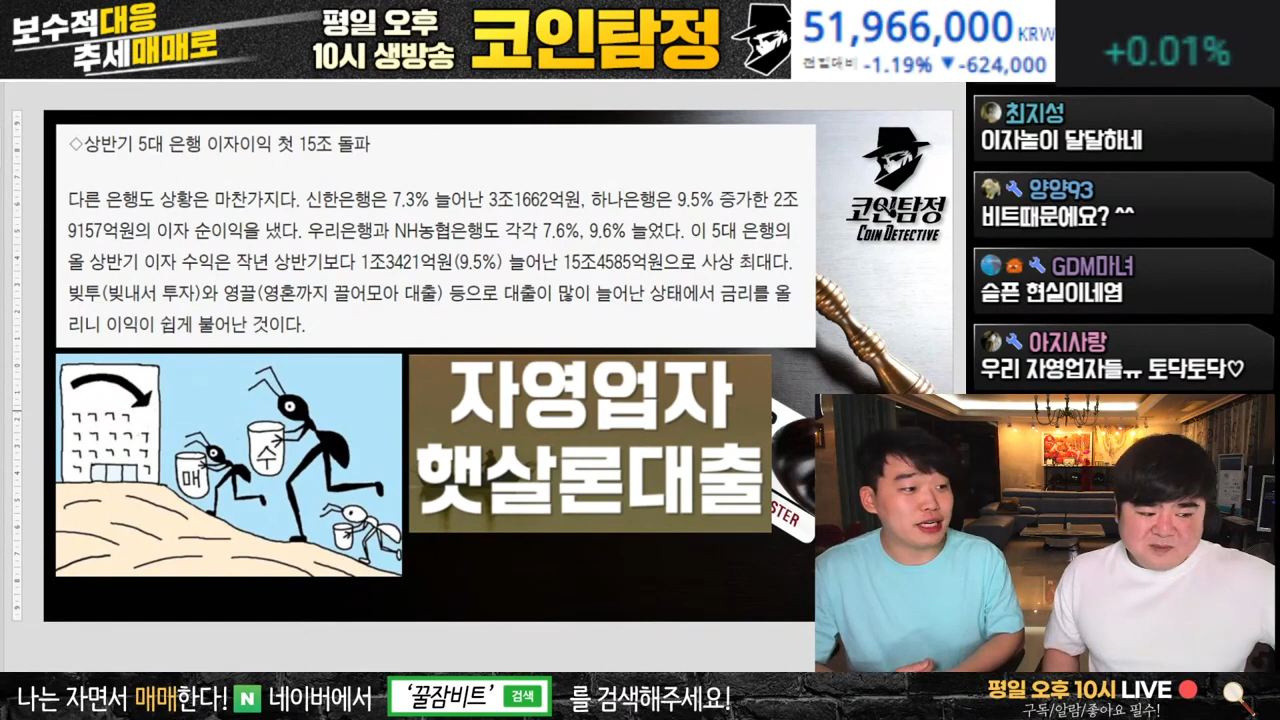 보수적대응
추세매매로
평일 오후
10시 생방송
코인탐정
51,966,000 KRW
전일대비 -1.19% ▼-624,000
+0.01%
◇상반기 5대 은행 이자이익 첫 15조 돌파
다른 은행도 상황은 마찬가지다. 신한은행은 7.3% 늘어난 3조1662억원, 하나은행은 9.5% 증가한 2조
9157억원의 이자 순이익을 냈다. 우리은행과 NH농협은행도 각각 7.6%, 9.6% 늘었다. 이 5대 은행의
올 상반기 이자 수익은 작년 상반기보다 1조3421억원(9.5%) 늘어난 15조4585억원으로 사상 최대다.
빚투(빚내서 투자)와 영끌(영혼까지 끌어모아 대출) 등으로 대출이 많이 늘어난 상태에서 금리를 올
리니 이익이 쉽게 불어난 것이다.
코인탐정
COIN DETECTIVE
매
수
자영업자
햇살론대출
STER
최지성
이자놀이 달달하네
양양93
비트때문에요? ^^
GDM마녀
슬픈 현실이네염
아지사랑
우리 자영업자들ㅠ 토닥토닥♡
나는 자면서 매매한다! N 네이버에서 '꿀잠비트' 검색 를 검색해주세요!
평일 오후 10시 LIVE
구독/알람/좋아요 필수!